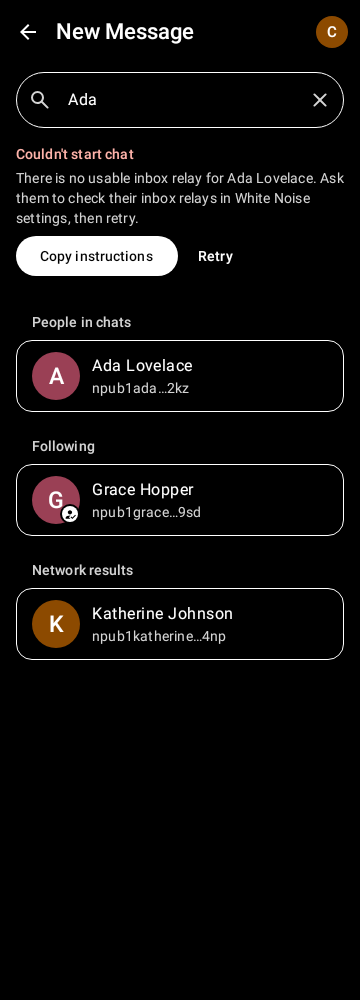 New Message
C
Ada
Couldn't start chat
There is no usable inbox relay for Ada Lovelace. Ask
them to check their inbox relays in White Noise
settings, then retry.
Copy instructions
Retry
People in chats
A
Ada Lovelace
npub1ada…2kz
Following
G
Grace Hopper
npub1grace…9sd
Network results
K
Katherine Johnson
npub1katherine…4np